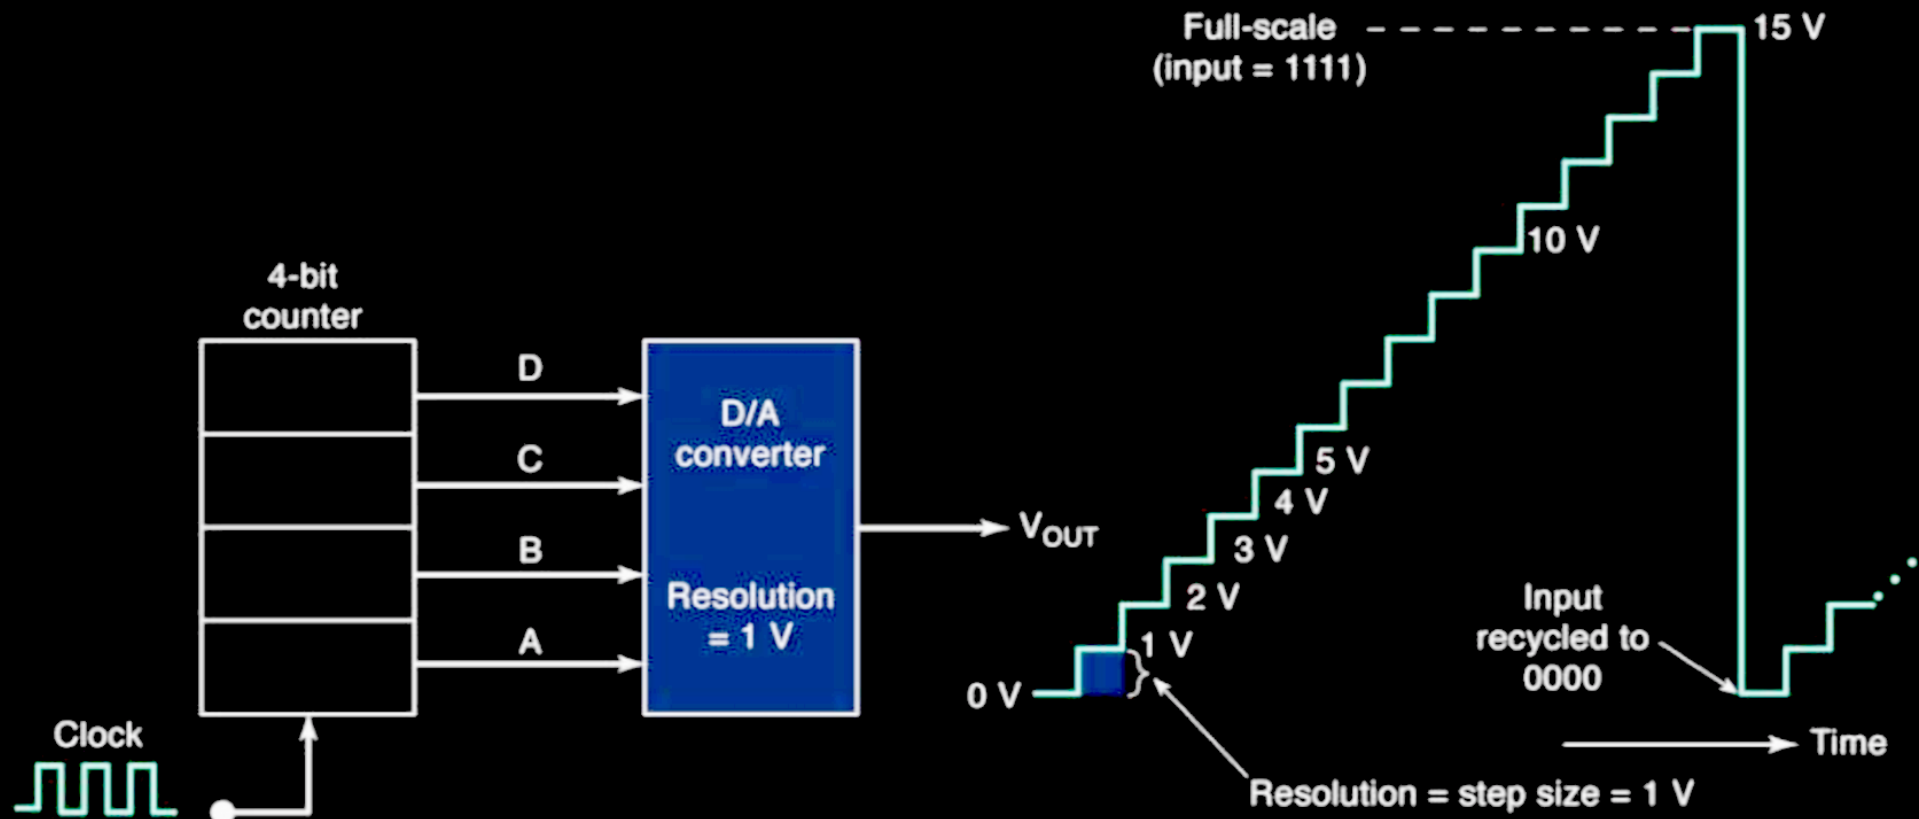 Full-scale
(input = 1111)
15 V
10 V
4-bit
counter
D
C
B
A
D/A
converter
Resolution
= 1 V
VOUT
5 V
4 V
3 V
2 V
1 V
0 V
Input
recycled to
0000
Clock
Time
Resolution = step size = 1 V